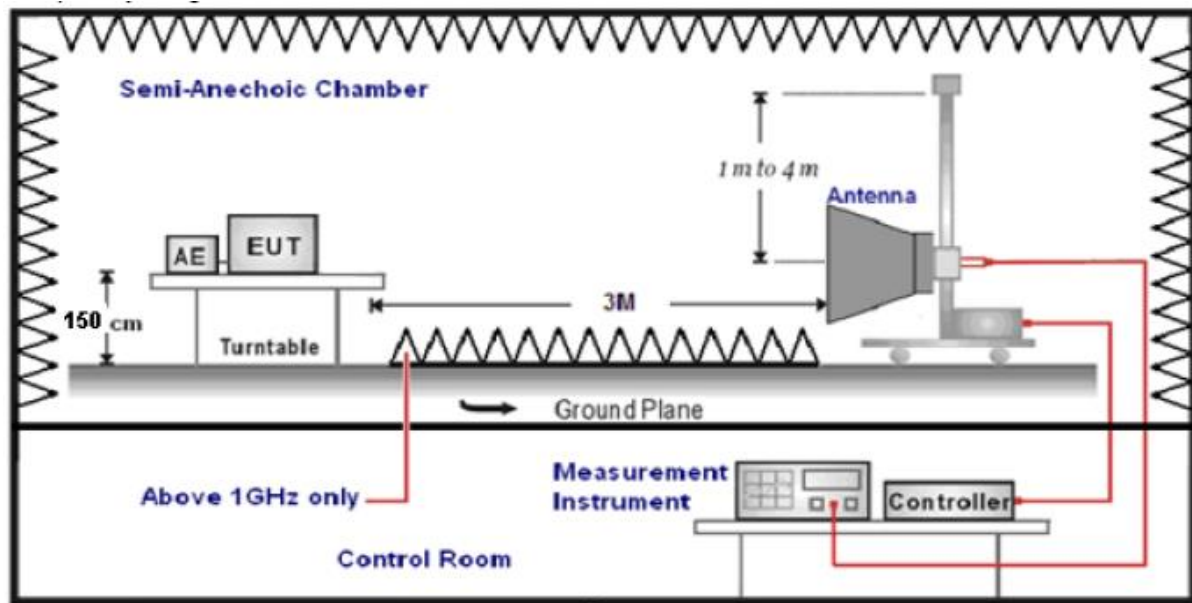 Semi-Anechoic Chamber
1 m to 4 m
Antenna
AE
EUT
150 cm
3M
Turntable
Ground Plane
Above 1GHz only
Measurement
Instrument
Controller
Control Room